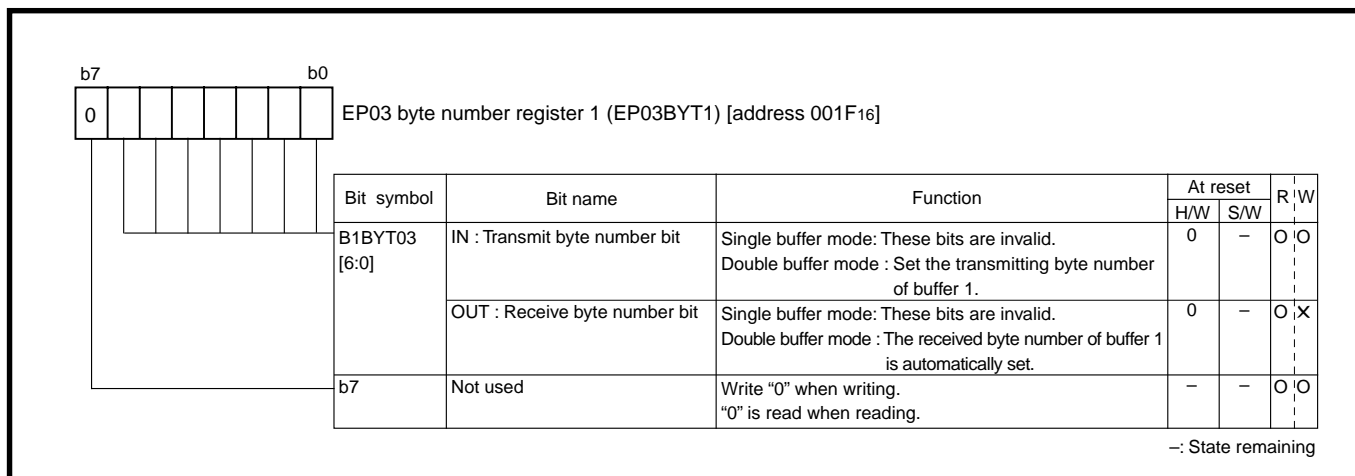 b7 b0
0 EP03 byte number register 1 (EP03BYT1) [address 001F16]
Bit symbol Bit name Function At reset R W
H/W S/W
B1BYT03 IN : Transmit byte number bit Single buffer mode: These bits are invalid. 0 – O O
[6:0] Double buffer mode : Set the transmitting byte number
of buffer 1.
OUT : Receive byte number bit Single buffer mode: These bits are invalid. 0 – O ×
Double buffer mode : The received byte number of buffer 1
is automatically set.
b7 Not used Write “0” when writing. – – O O
“0” is read when reading.
–: State remaining